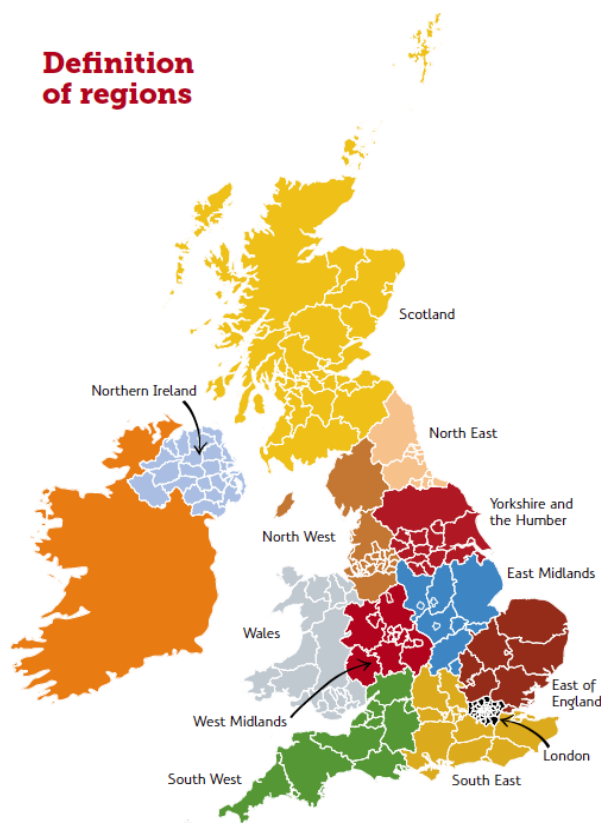 Definition
of regions
Scotland
Northern Ireland
North East
Yorkshire and
the Humber
North West
East Midlands
Wales
East of
England
West Midlands
London
South West
South East